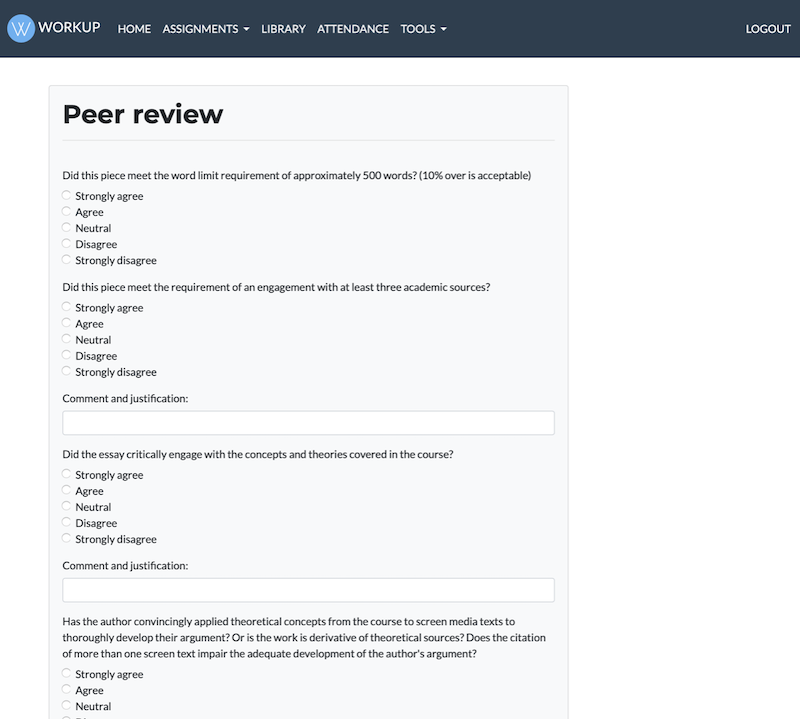 WORKUP HOME ASSIGNMENTS LIBRARY ATTENDANCE TOOLS LOGOUT
Peer review
Did this piece meet the word limit requirement of approximately 500 words? (10% over is acceptable)
Strongly agree
Agree
Neutral
Disagree
Strongly disagree
Did this piece meet the requirement of an engagement with at least three academic sources?
Strongly agree
Agree
Neutral
Disagree
Strongly disagree
Comment and justification:
Did the essay critically engage with the concepts and theories covered in the course?
Strongly agree
Agree
Neutral
Disagree
Strongly disagree
Comment and justification:
Has the author convincingly applied theoretical concepts from the course to screen media texts to
thoroughly develop their argument? Or is the work is derivative of theoretical sources? Does the citation
of more than one screen text impair the adequate development of the author's argument?
Strongly agree
Agree
Neutral